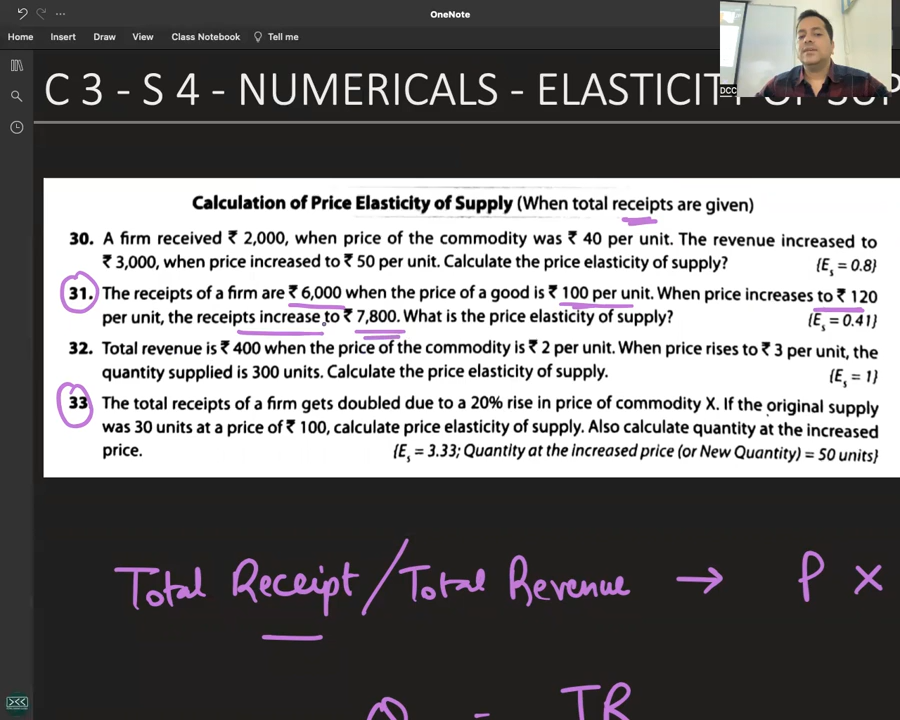 OneNote
Home Insert Draw View Class Notebook Tell me
C 3 - S 4 - NUMERICALS - ELASTICIT OF SUP
DCC
Calculation of Price Elasticity of Supply (When total receipts are given)
30. A firm received ₹ 2,000, when price of the commodity was ₹ 40 per unit. The revenue increased to
₹ 3,000, when price increased to ₹ 50 per unit. Calculate the price elasticity of supply? {Es = 0.8}
31. The receipts of a firm are ₹ 6,000 when the price of a good is ₹ 100 per unit. When price increases to ₹ 120
per unit, the receipts increase to ₹ 7,800. What is the price elasticity of supply? {Es = 0.41}
32. Total revenue is ₹ 400 when the price of the commodity is ₹ 2 per unit. When price rises to ₹ 3 per unit, the
quantity supplied is 300 units. Calculate the price elasticity of supply. {Es = 1}
33 The total receipts of a firm gets doubled due to a 20% rise in price of commodity X. If the original supply
was 30 units at a price of ₹ 100, calculate price elasticity of supply. Also calculate quantity at the increased
price. {Es = 3.33; Quantity at the increased price (or New Quantity) = 50 units}
Total Receipt / Total Revenue → P ×
Q = TR